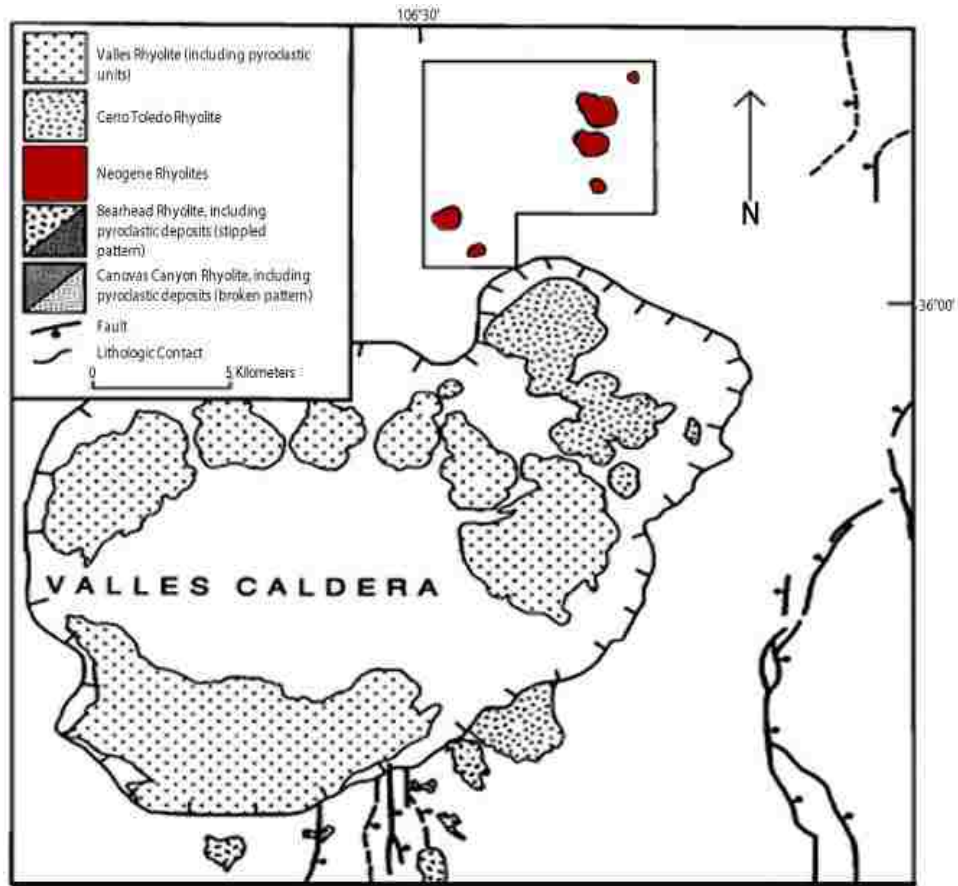 106°30'
Valles Rhyolite (including pyroclastic
units)
Cerro Toledo Rhyolite
Neogene Rhyolites
Bearhead Rhyolite, including
pyroclastic deposits (stippled
pattern)
Canovas Canyon Rhyolite, including
pyroclastic deposits (broken pattern)
Fault
Lithologic Contact
0 5 Kilometers
N
36°00'
VALLES CALDERA